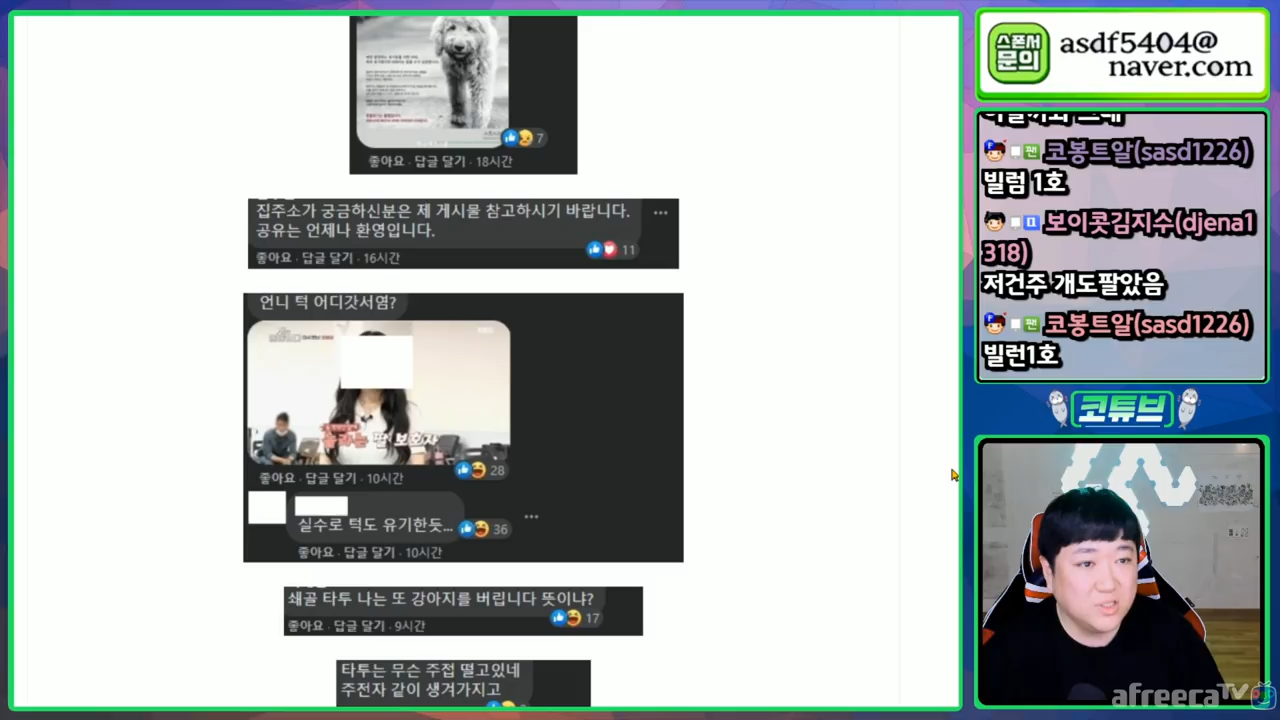 좋아요 · 답글 달기 · 18시간
7
집주소가 궁금하신분은 제 게시물 참고하시기 바랍니다.
공유는 언제나 환영입니다.
11
좋아요 · 답글 달기 · 16시간
언니 턱 어디갓서염?
보호자
28
좋아요 · 답글 달기 · 10시간
실수로 턱도 유기한듯...
36
좋아요 · 답글 달기 · 10시간
쇄골 타투 나는 또 강아지를 버립니다 뜻이냐?
17
좋아요 · 답글 달기 · 9시간
타투는 무슨 주접 떨고있네
주전자 같이 생겨가지고
스폰서
문의
asdf5404@
naver.com
코봉트알(sasd1226)
빌럼 1호
보이콧김지수(djena1
318)
저건주 개도팔았음
코봉트알(sasd1226)
빌런1호
코튜브
afreecaTV